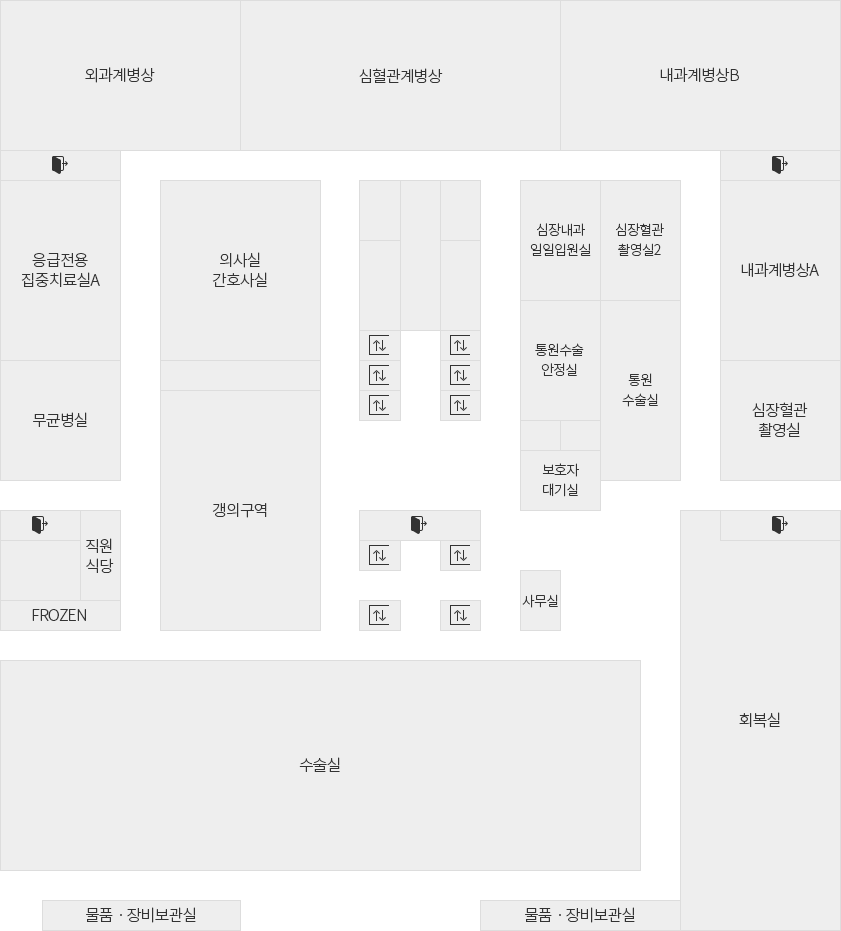 외과계병상
심혈관계병상
내과계병상B
응급전용
집중치료실A
의사실
간호사실
심장내과
일일입원실
심장혈관
촬영실2
내과계병상A
무균병실
통원수술
안정실
통원
수술실
심장혈관
촬영실
갱의구역
보호자
대기실
직원
식당
FROZEN
사무실
회복실
수술실
물품 · 장비보관실
물품 · 장비보관실